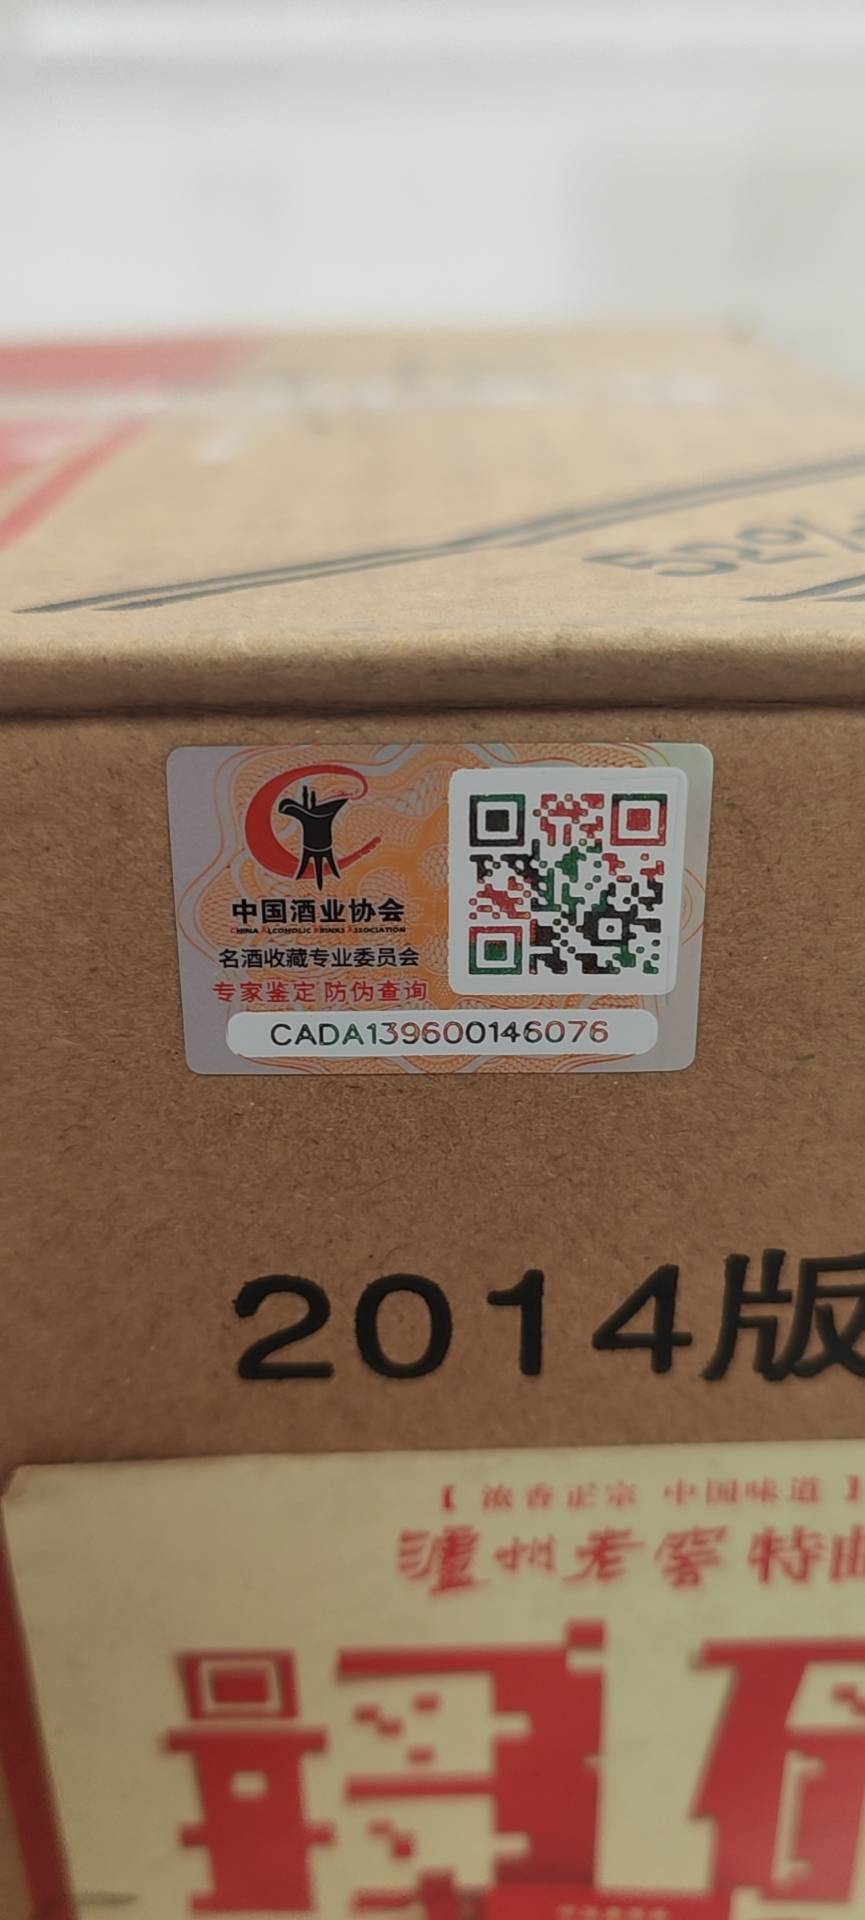 52%
中国酒业协会
CHINA ALCOHOLIC DRINKS ASSOCIATION
名酒收藏专业委员会
专家鉴定 防伪查询
CADA139600146076
2014版
【 浓香正宗 中国味道 】
泸州老窖 特曲